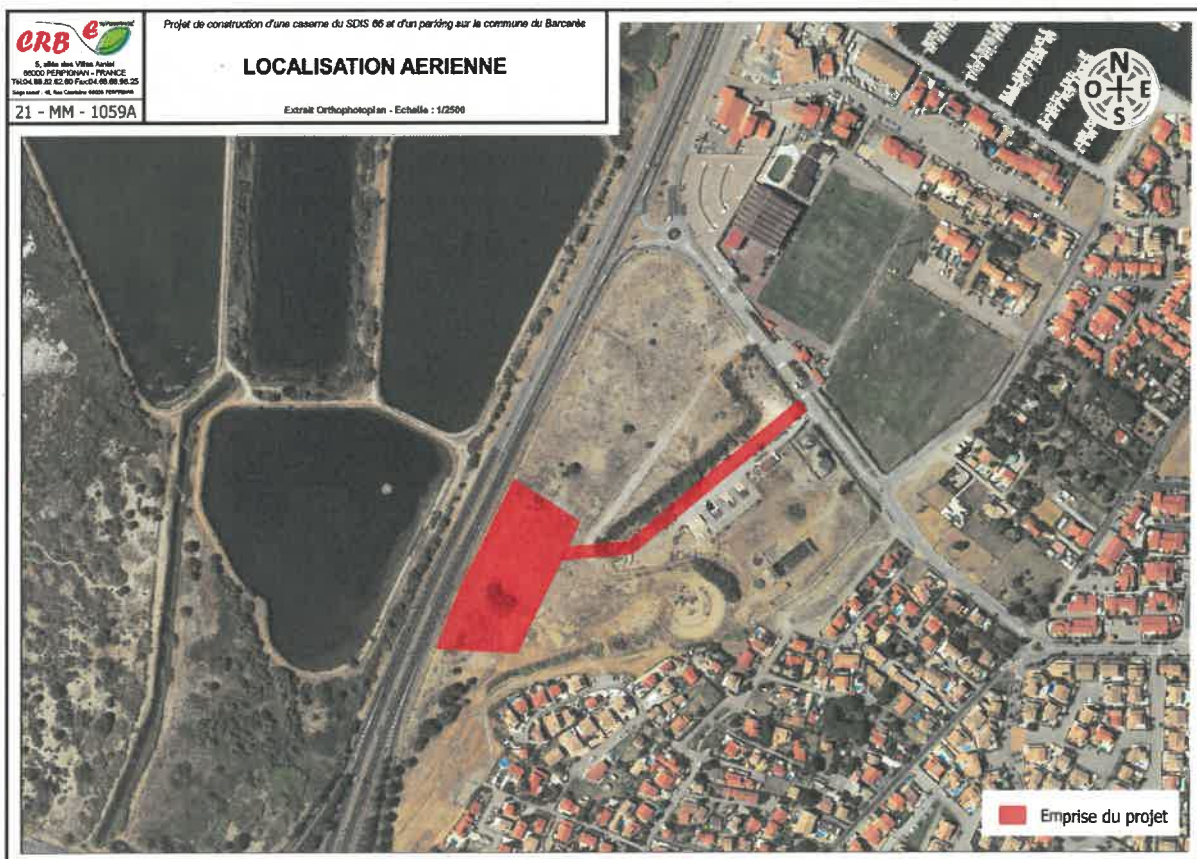 CRB e
environnement
5, allée des Villas Amiel
66000 PERPIGNAN - FRANCE
21 - MM - 1059A
Projet de construction d'une caserne du SDIS 66 et d'un parking sur la commune du Barcarès
LOCALISATION AERIENNE
Extrait Orthophotoplan - Echelle : 1/2500
N
O E
S
Emprise du projet